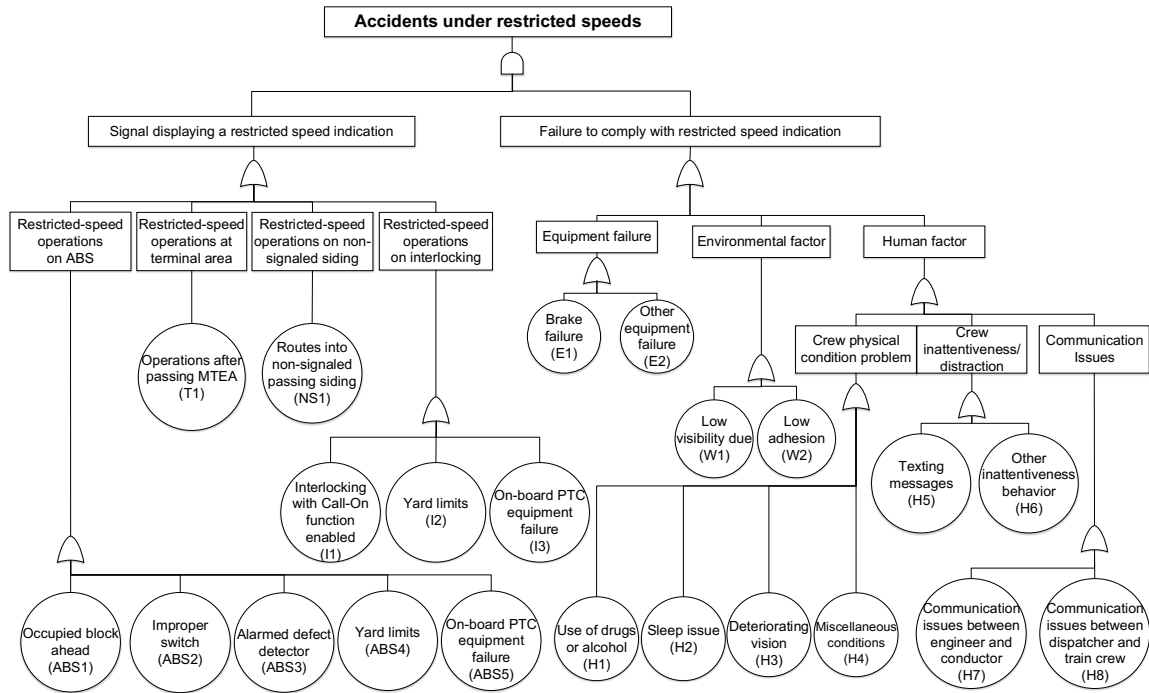 Accidents under restricted speeds
Signal displaying a restricted speed indication
Failure to comply with restricted speed indication
Restricted-speed
operations
on ABS
Restricted-speed
operations at
terminal area
Restricted-speed
operations on non-
signaled siding
Restricted-speed
operations
on interlocking
Equipment failure
Environmental factor
Human factor
Operations after
passing MTEA
(T1)
Routes into
non-signaled
passing siding
(NS1)
Brake
failure
(E1)
Other
equipment
failure
(E2)
Crew physical
condition
problem
Crew
inattentiveness/
distraction
Communication
Issues
Low
visibility due
(W1)
Low
adhesion
(W2)
Texting
messages
(H5)
Other
inattentiveness
behavior
(H6)
Interlocking
with Call-On
function
enabled
(I1)
Yard limits
(I2)
On-board PTC
equipment
failure
(I3)
Occupied block
ahead
(ABS1)
Improper
switch
(ABS2)
Alarmed defect
detector
(ABS3)
Yard limits
(ABS4)
On-board PTC
equipment
failure
(ABS5)
Use of drugs
or alcohol
(H1)
Sleep issue
(H2)
Deteriorating
vision
(H3)
Miscellaneous
conditions
(H4)
Communication
issues between
engineer and
conductor
(H7)
Communication
issues between
dispatcher and
train crew
(H8)